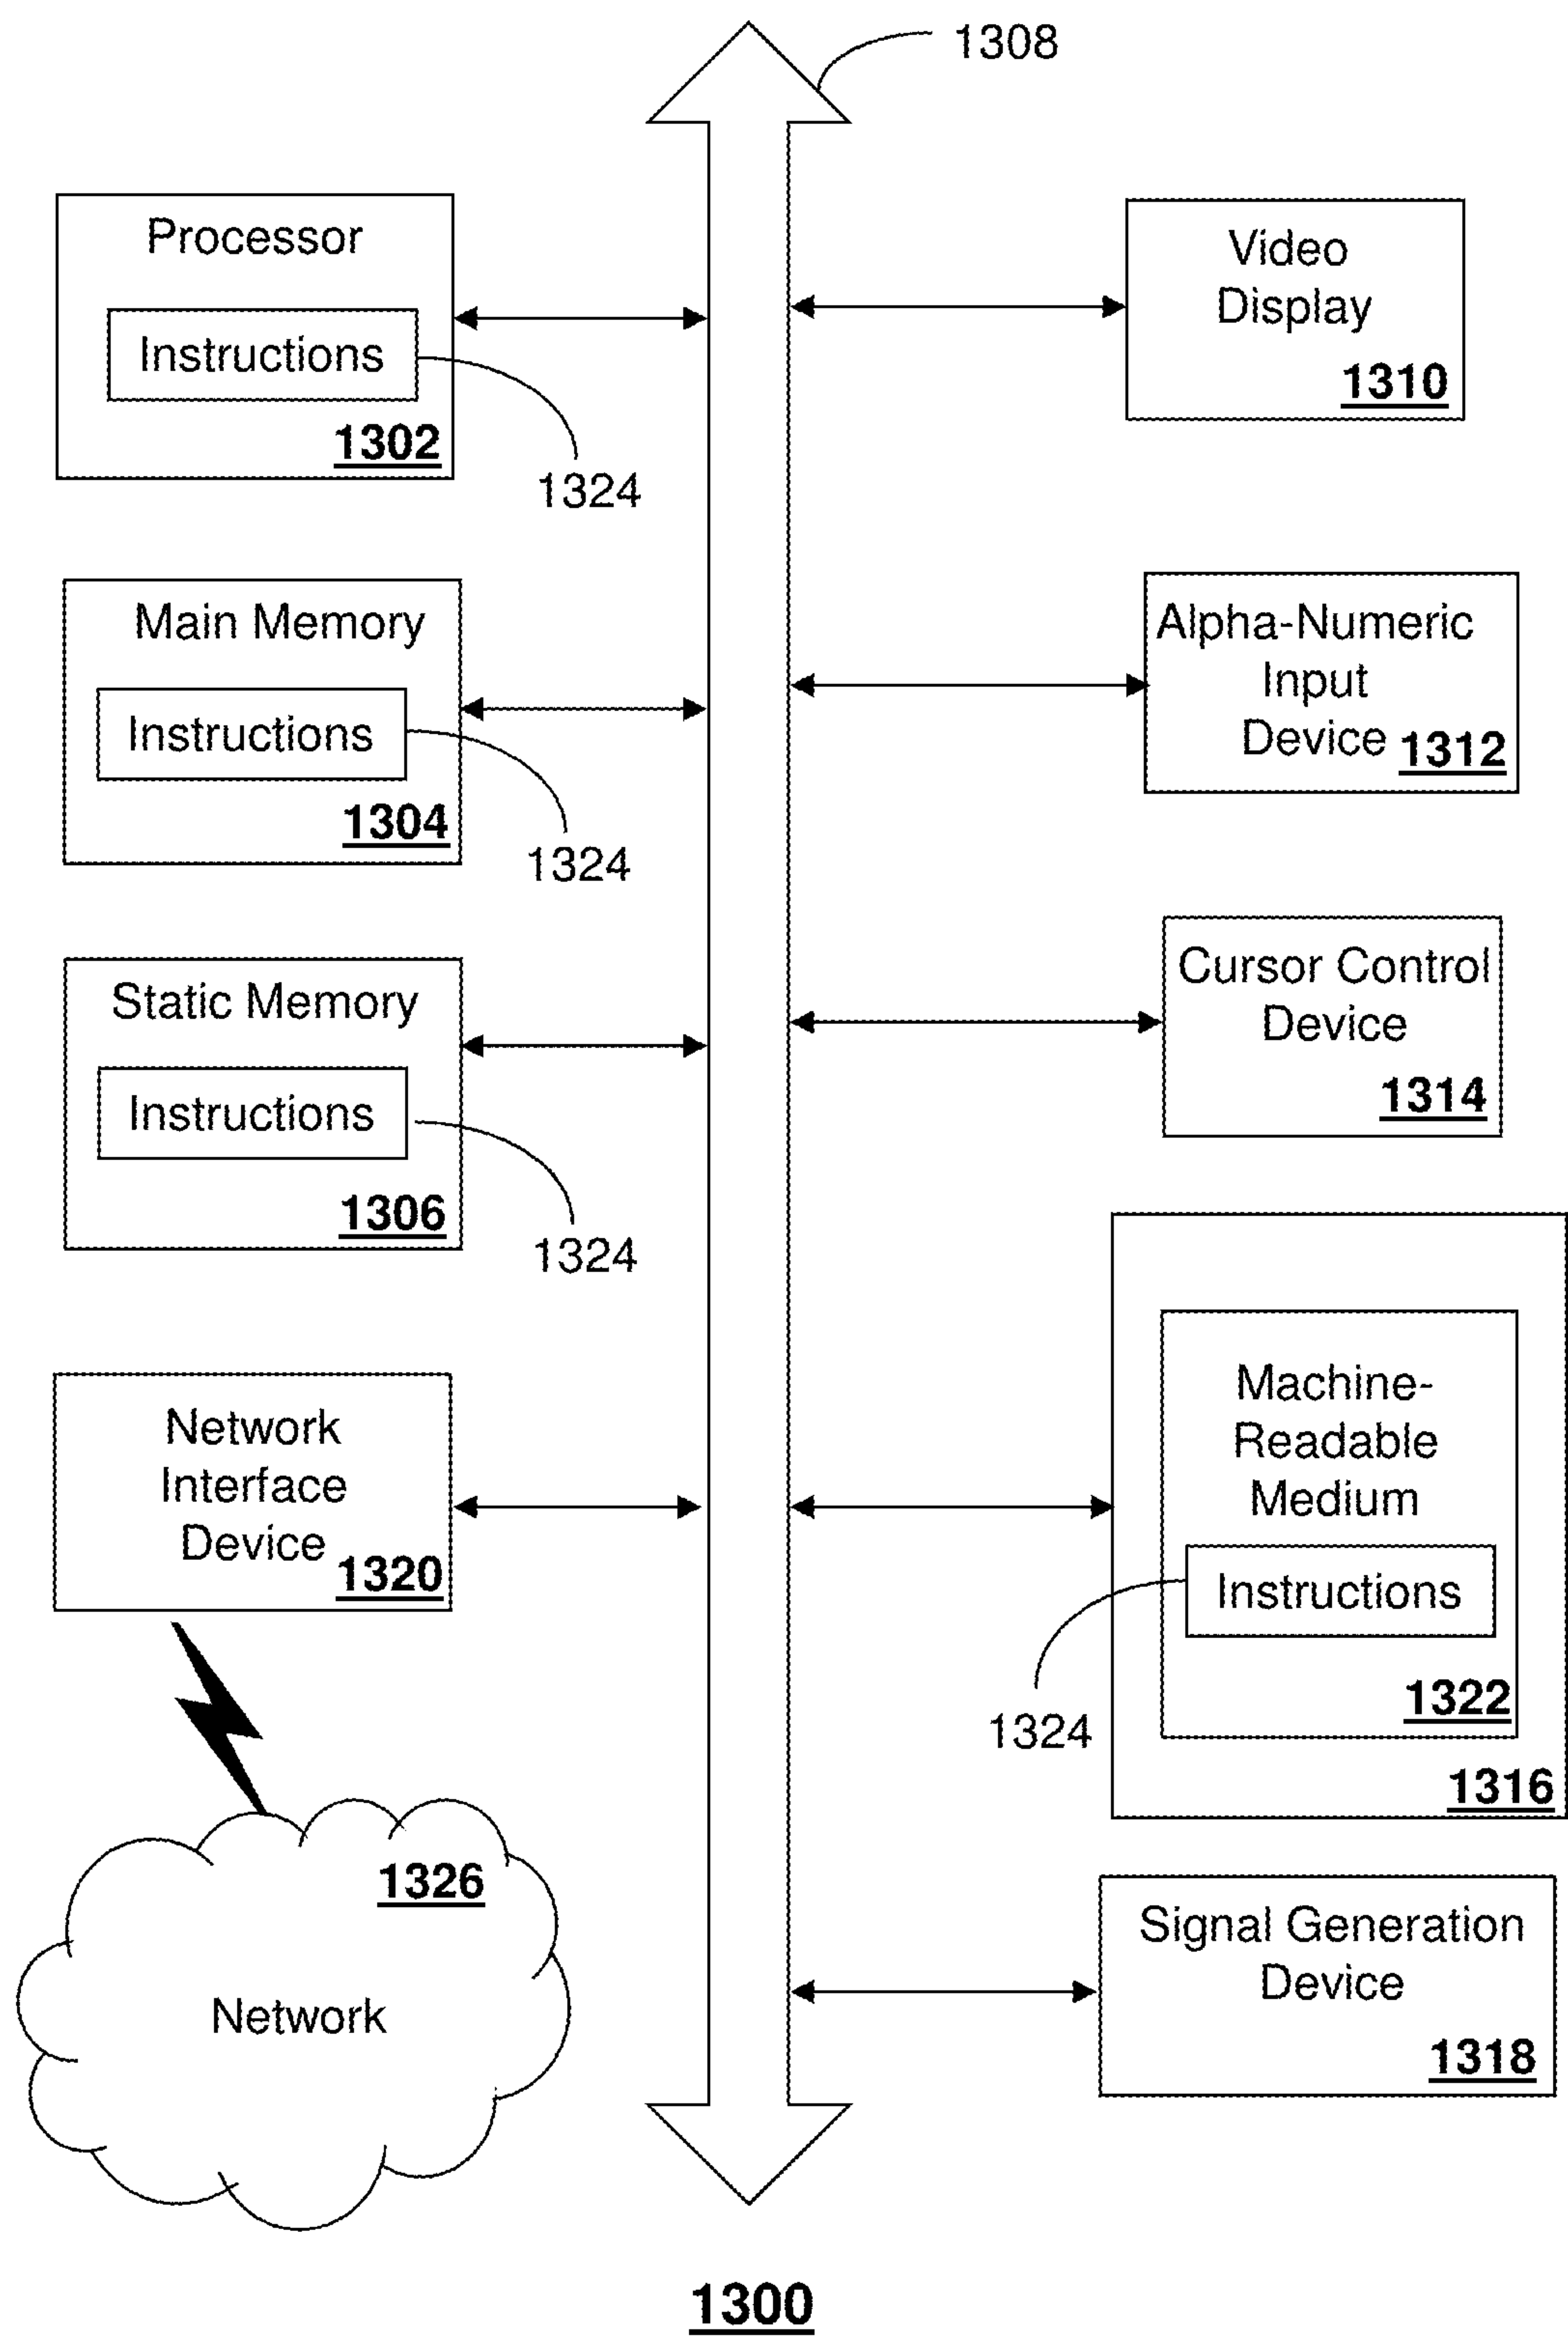 1308
Processor
Instructions
1302
1324
Main Memory
Instructions
1304
1324
Static Memory
Instructions
1306
1324
Network
Interface
Device
1320
1326
Network
Video
Display
1310
Alpha-Numeric
Input
Device
1312
Cursor Control
Device
1314
Machine-
Readable
Medium
Instructions
1324
1322
1316
Signal Generation
Device
1318
1300